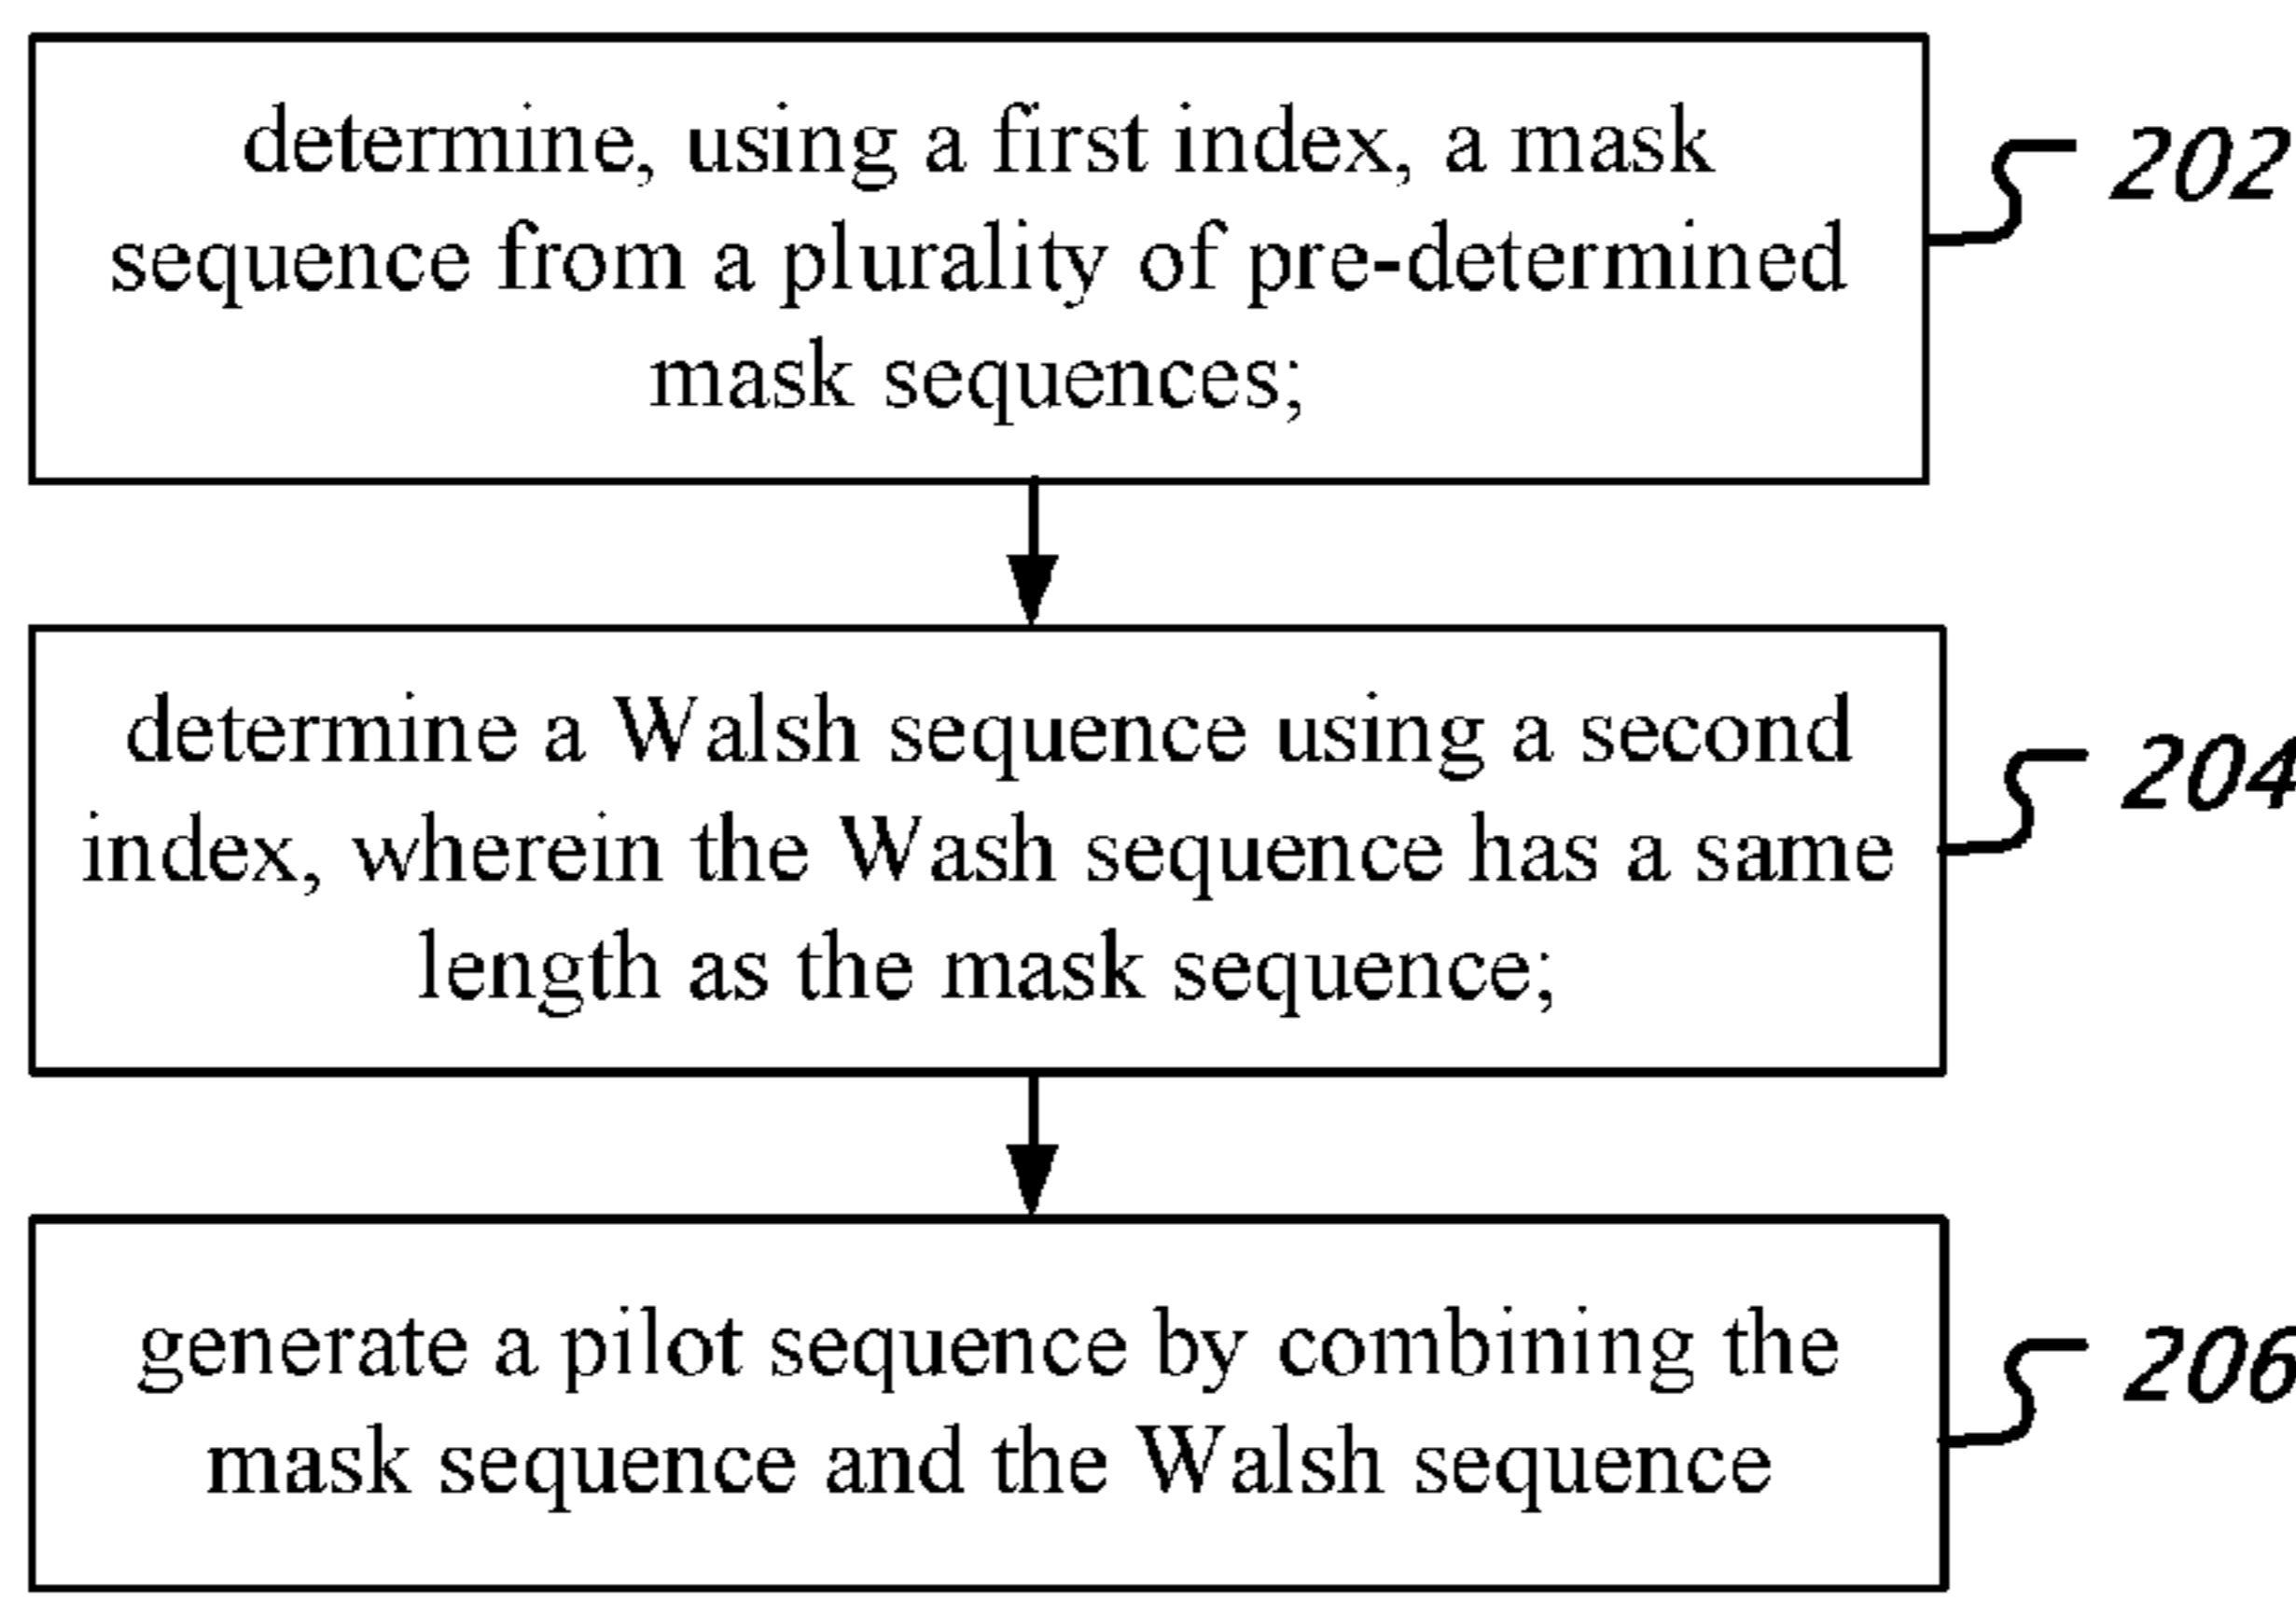 determine, using a first index, a mask
sequence from a plurality of pre-determined
mask sequences;
202
determine a Walsh sequence using a second
index, wherein the Wash sequence has a same
length as the mask sequence;
204
generate a pilot sequence by combining the
mask sequence and the Walsh sequence
206